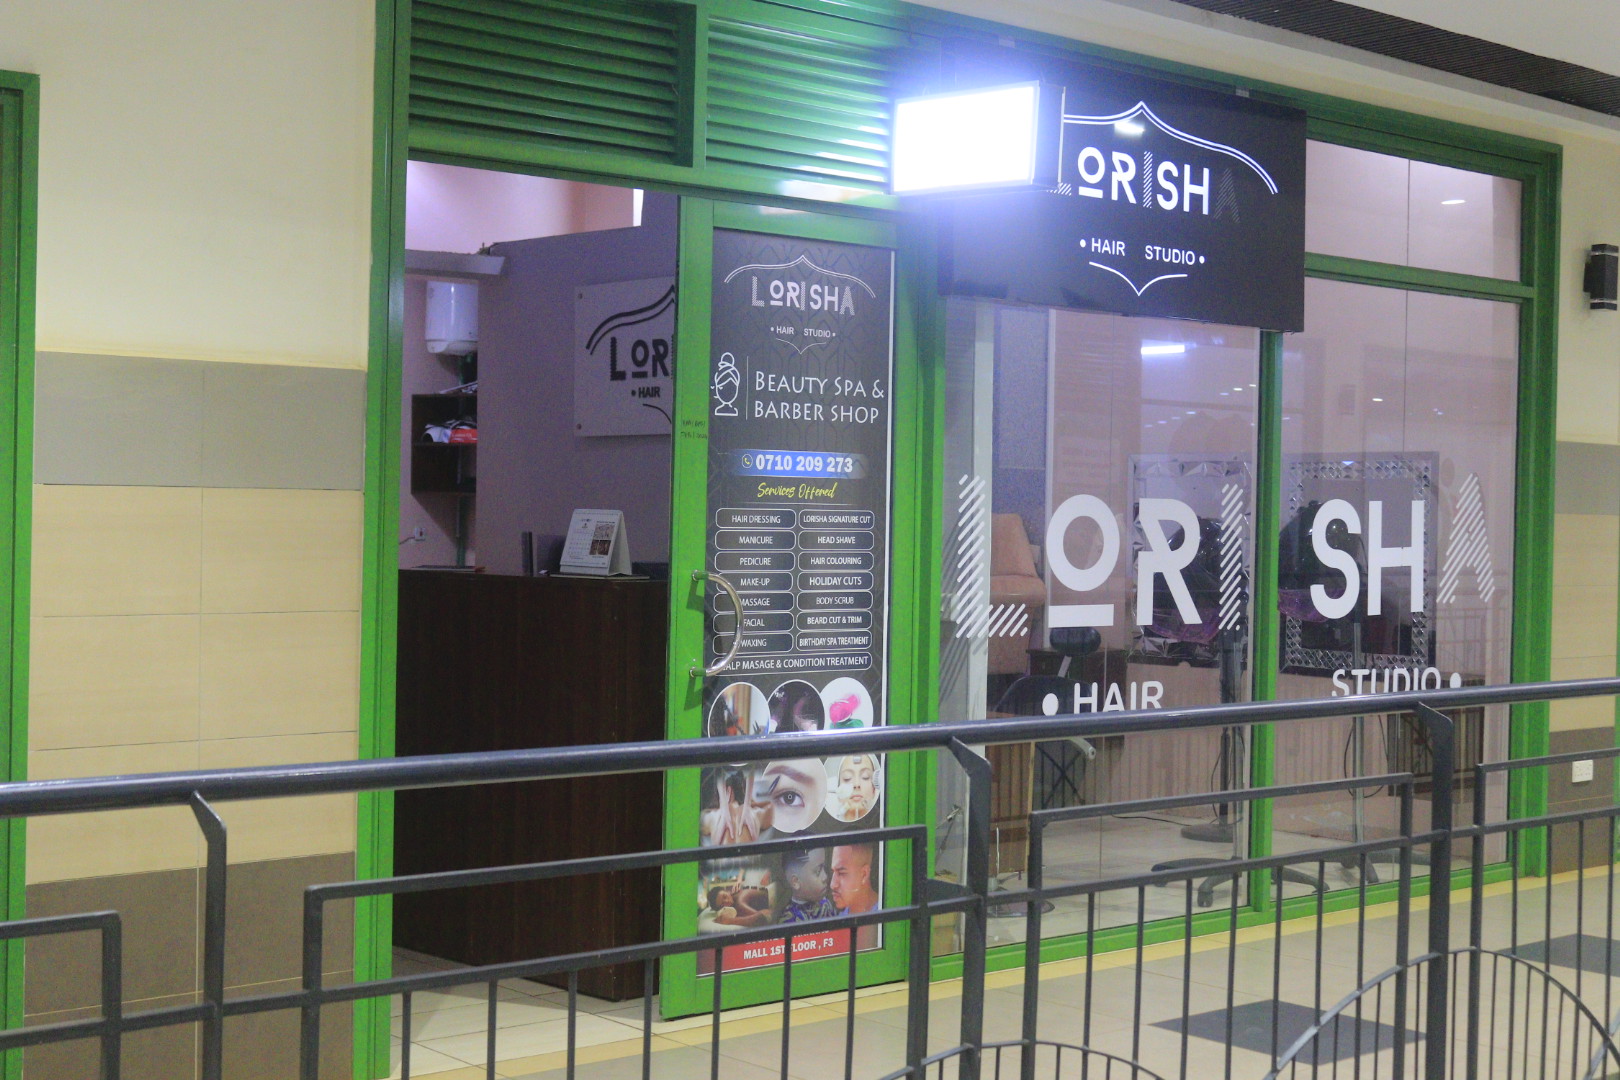 LORISHA
• HAIR STUDIO •
LOR
• HAIR
LORISHA
• HAIR STUDIO •
BEAUTY SPA &
BARBER SHOP
0710 209 273
Services Offered
HAIR DRESSING
LORISHA SIGNATURE CUT
MANICURE
HEAD SHAVE
PEDICURE
HAIR COLOURING
MAKE-UP
HOLIDAY CUTS
MASSAGE
BODY SCRUB
FACIAL
BEARD CUT & TRIM
WAXING
BIRTHDAY SPA TREATMENT
MASAGE & CONDITION TREATMENT
MALL 1ST FLOOR , F3
LORISHA
• HAIR STUDIO •